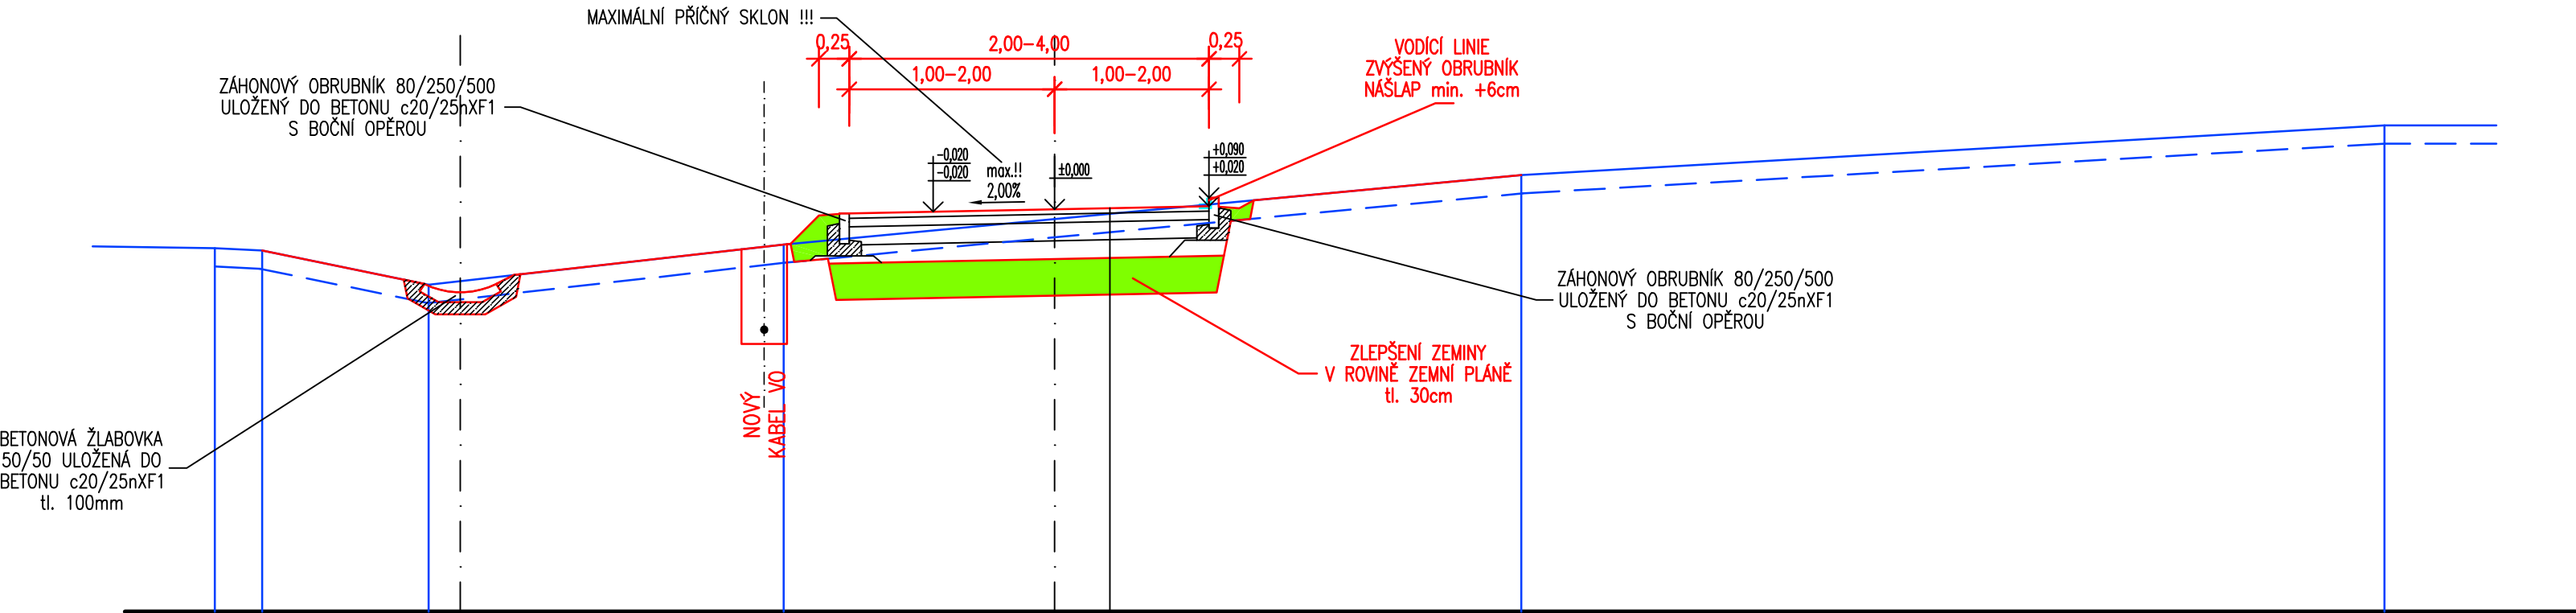 MAXIMÁLNÍ PŘÍČNÝ SKLON !!!
0,25
2,00-4,00
0,25
1,00-2,00
1,00-2,00
VODÍCÍ LINIE
ZVÝŠENÝ OBRUBNÍK
NÁŠLAP min. +6cm
ZÁHONOVÝ OBRUBNÍK 80/250/500
ULOŽENÝ DO BETONU c20/25nXF1
S BOČNÍ OPĚROU
-0,020
-0,020
max.!!
2,00%
±0,000
+0,090
+0,020
ZÁHONOVÝ OBRUBNÍK 80/250/500
ULOŽENÝ DO BETONU c20/25nXF1
S BOČNÍ OPĚROU
ZLEPŠENÍ ZEMINY
V ROVINĚ ZEMNÍ PLÁNĚ
tl. 30cm
NOVÝ
KABEL VO
BETONOVÁ ŽLABOVKA
50/50 ULOŽENÁ DO
BETONU c20/25nXF1
tl. 100mm